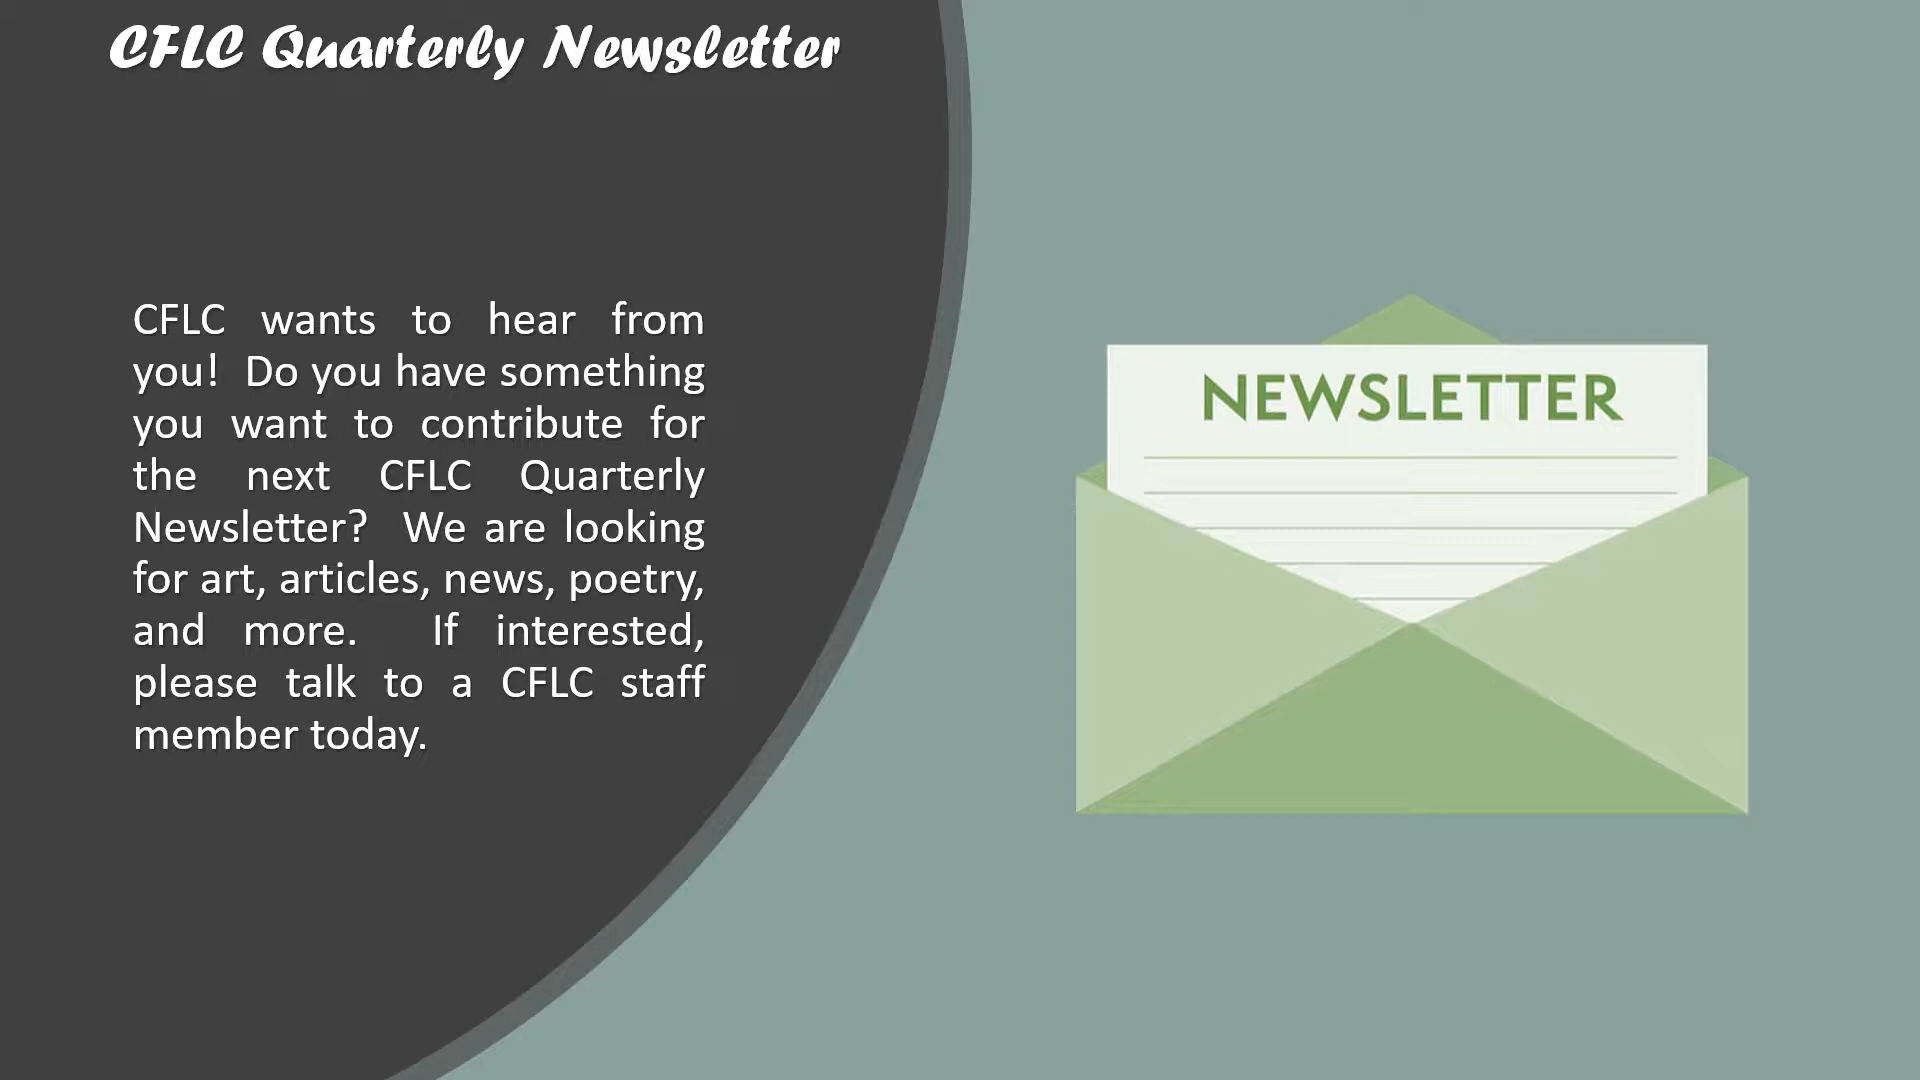 CFLC Quarterly Newsletter
CFLC wants to hear from
you! Do you have something
you want to contribute for
the next CFLC Quarterly
Newsletter? We are looking
for art, articles, news, poetry,
and more. If interested,
please talk to a CFLC staff
member today.
NEWSLETTER